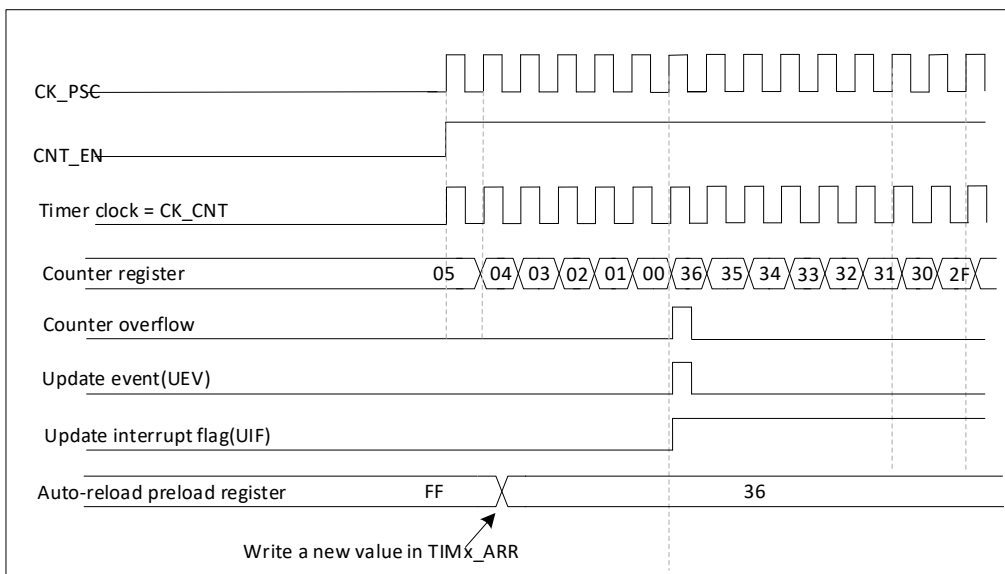 CK_PSC
CNT_EN
Timer clock = CK_CNT
Counter register 05 04 03 02 01 00 36 35 34 33 32 31 30 2F
Counter overflow
Update event(UEV)
Update interrupt flag(UIF)
Auto-reload preload register FF 36
Write a new value in TIMx_ARR